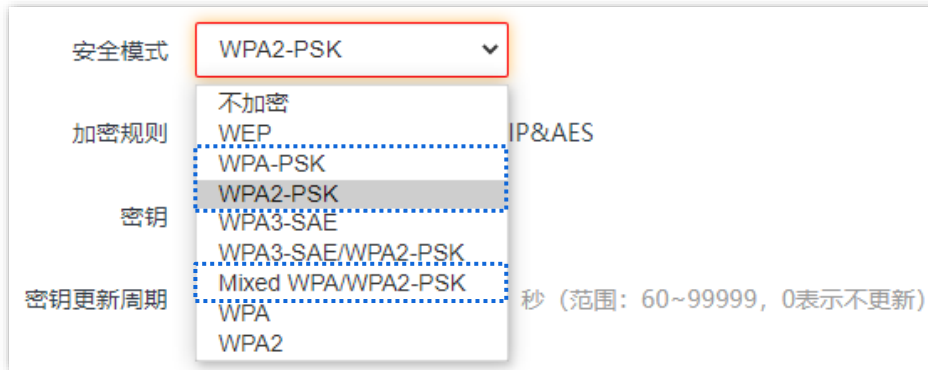 安全模式 WPA2-PSK
不加密
加密规则 WEP IP&AES
WPA-PSK
WPA2-PSK
密钥 WPA3-SAE
WPA3-SAE/WPA2-PSK
Mixed WPA/WPA2-PSK
密钥更新周期 秒 (范围：60~99999，0表示不更新)
WPA
WPA2